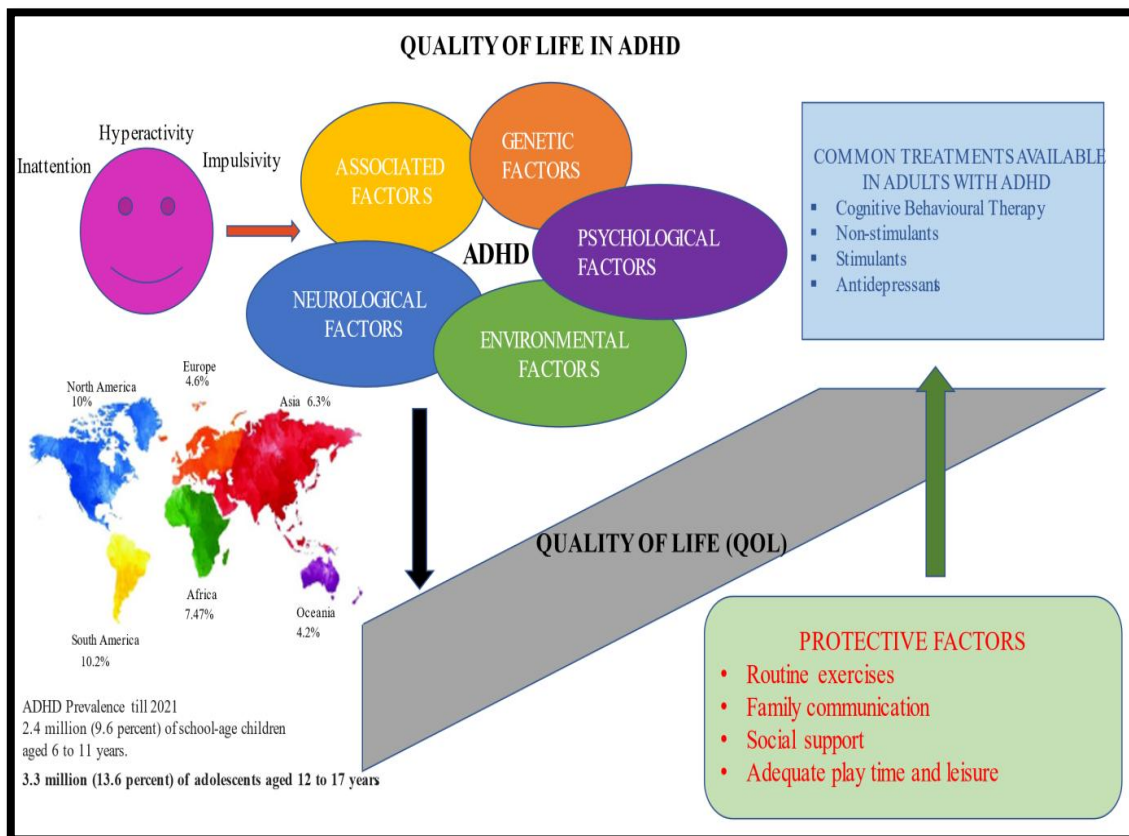 QUALITY OF LIFE IN ADHD
Hyperactivity
Inattention
Impulsivity
ASSOCIATED
FACTORS
GENETIC
FACTORS
ADHD
PSYCHOLOGICAL
FACTORS
NEUROLOGICAL
FACTORS
ENVIRONMENTAL
FACTORS
COMMON TREATMENTS AVAILABLE
IN ADULTS WITH ADHD
▪ Cognitive Behavioural Therapy
▪ Non-stimulants
▪ Stimulants
▪ Antidepressants
North America
10%
Europe
4.6%
Asia 6.3%
Africa
7.47%
Oceania
4.2%
South America
10.2%
QUALITY OF LIFE (QOL)
ADHD Prevalence till 2021
2.4 million (9.6 percent) of school-age children
aged 6 to 11 years.
3.3 million (13.6 percent) of adolescents aged 12 to 17 years
PROTECTIVE FACTORS
• Routine exercises
• Family communication
• Social support
• Adequate play time and leisure